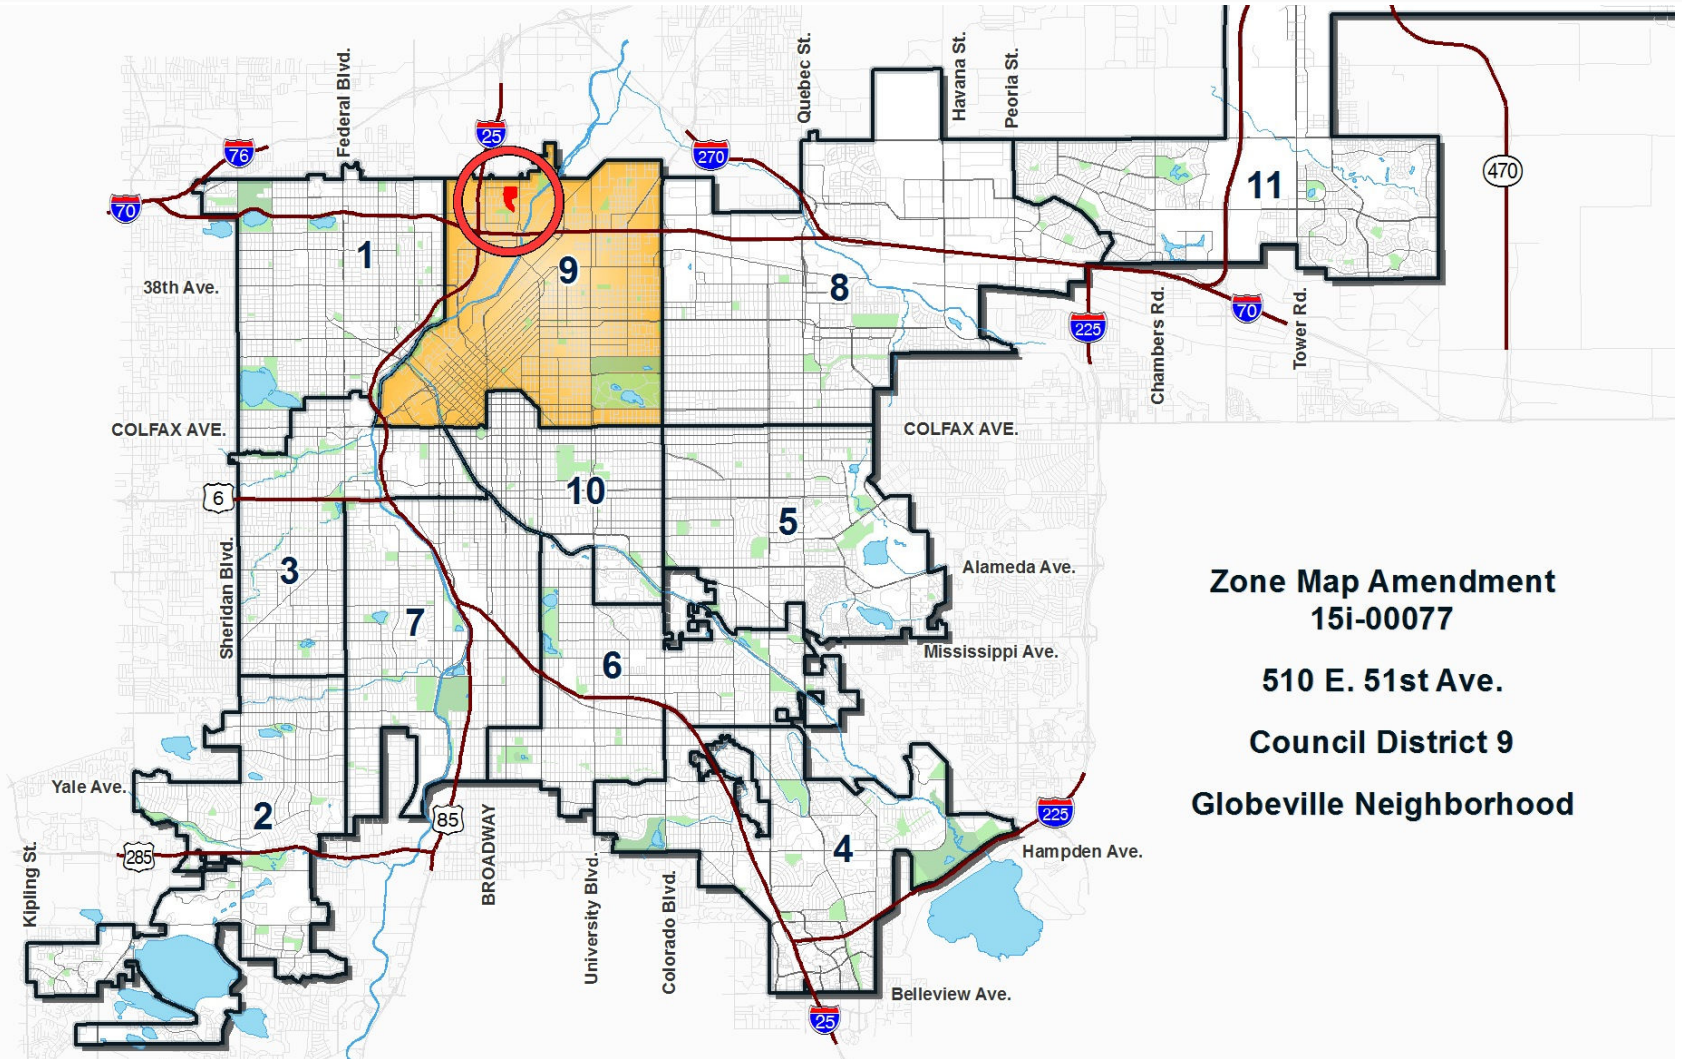 Federal Blvd.
Quebec St.
Havana St.
Peoria St.
25
76
270
470
70
11
1
9
38th Ave.
8
70
225
Chambers Rd.
Tower Rd.
COLFAX AVE.
COLFAX AVE.
6
10
5
Sheridan Blvd.
3
Alameda Ave.
7
Mississippi Ave.
6
Zone Map Amendment
15i-00077
510 E. 51st Ave.
Council District 9
Globeville Neighborhood
Yale Ave.
2
85
BROADWAY
225
285
4
Hampden Ave.
Kipling St.
University Blvd.
Colorado Blvd.
Belleview Ave.
25